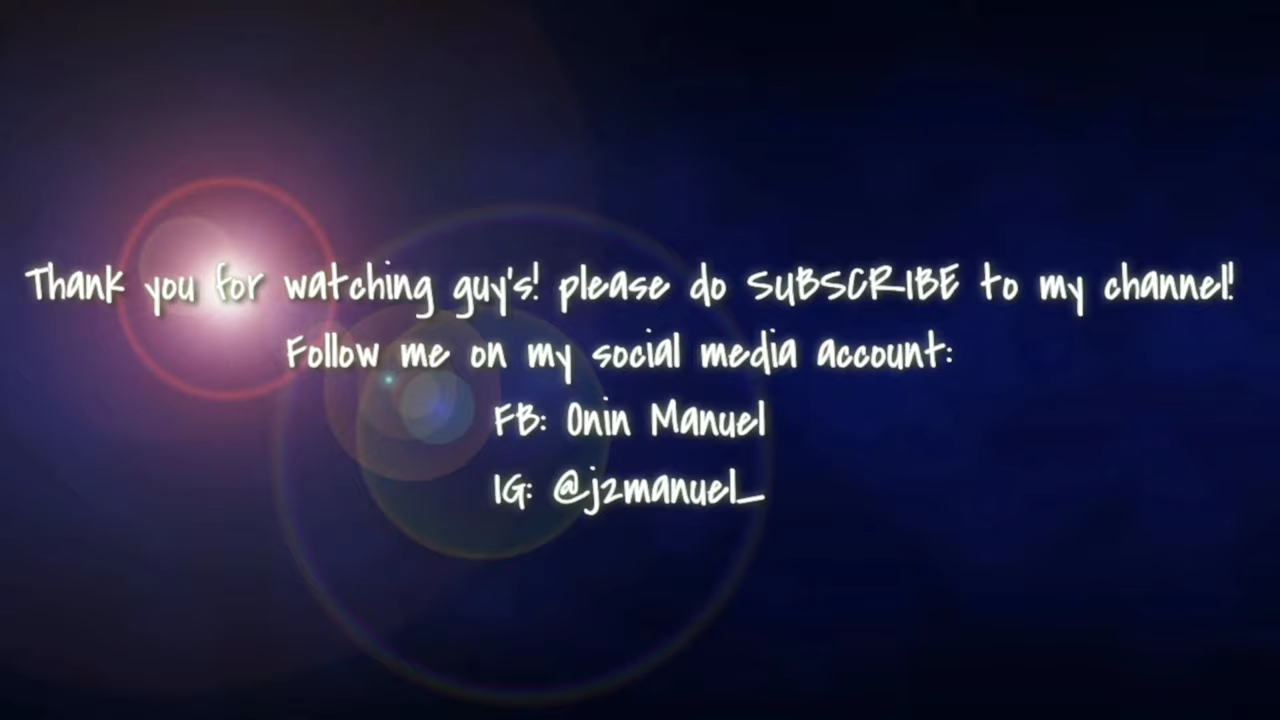 Thank you for watching guy's! please do SUBSCRIBE to my channel!
Follow me on my social media account:
FB: Onin Manuel
IG: @j2manuel_